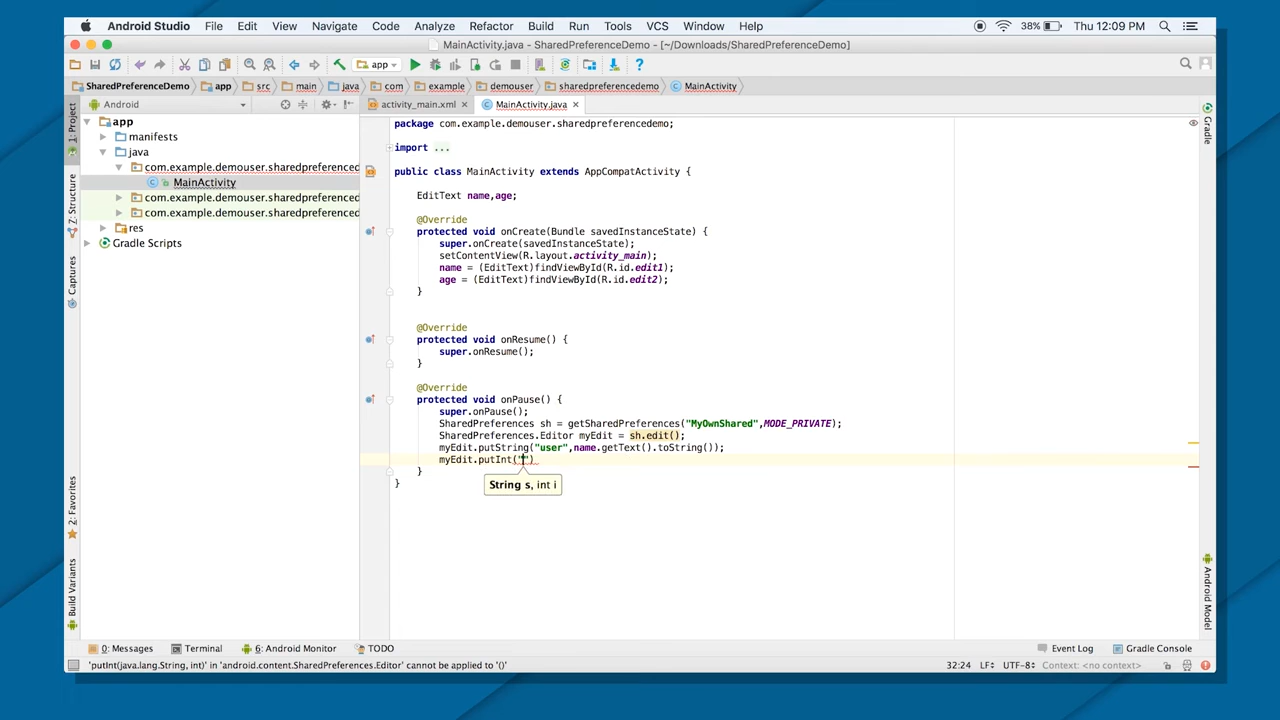 Android Studio File Edit View Navigate Code Analyze Refactor Build Run Tools VCS Window Help 38% Thu 12:09 PM
MainActivity.java - SharedPreferenceDemo - [~/Downloads/SharedPreferenceDemo]
app
SharedPreferenceDemo app src main java com example demouser sharedpreferencedemo MainActivity
Android
activity_main.xml MainActivity.java
app
manifests
java
com.example.demouser.sharedpreferenced
MainActivity
com.example.demouser.sharedpreferenced
com.example.demouser.sharedpreferenced
res
Gradle Scripts
1: Project
7: Structure
Captures
2: Favorites
Build Variants
package com.example.demouser.sharedpreferencedemo;
import ...
public class MainActivity extends AppCompatActivity {
EditText name,age;
@Override
protected void onCreate(Bundle savedInstanceState) {
super.onCreate(savedInstanceState);
setContentView(R.layout.activity_main);
name = (EditText)findViewById(R.id.edit1);
age = (EditText)findViewById(R.id.edit2);
}
@Override
protected void onResume() {
super.onResume();
}
@Override
protected void onPause() {
super.onPause();
SharedPreferences sh = getSharedPreferences("MyOwnShared",MODE_PRIVATE);
SharedPreferences.Editor myEdit = sh.edit();
myEdit.putString("user",name.getText().toString());
myEdit.putInt("")
}
}
String s, int i
Gradle
Android Model
0: Messages Terminal 6: Android Monitor TODO Event Log Gradle Console
'putInt(java.lang.String, int)' in 'android.content.SharedPreferences.Editor' cannot be applied to '()' 32:24 LF÷ UTF-8÷ Context: <no context>